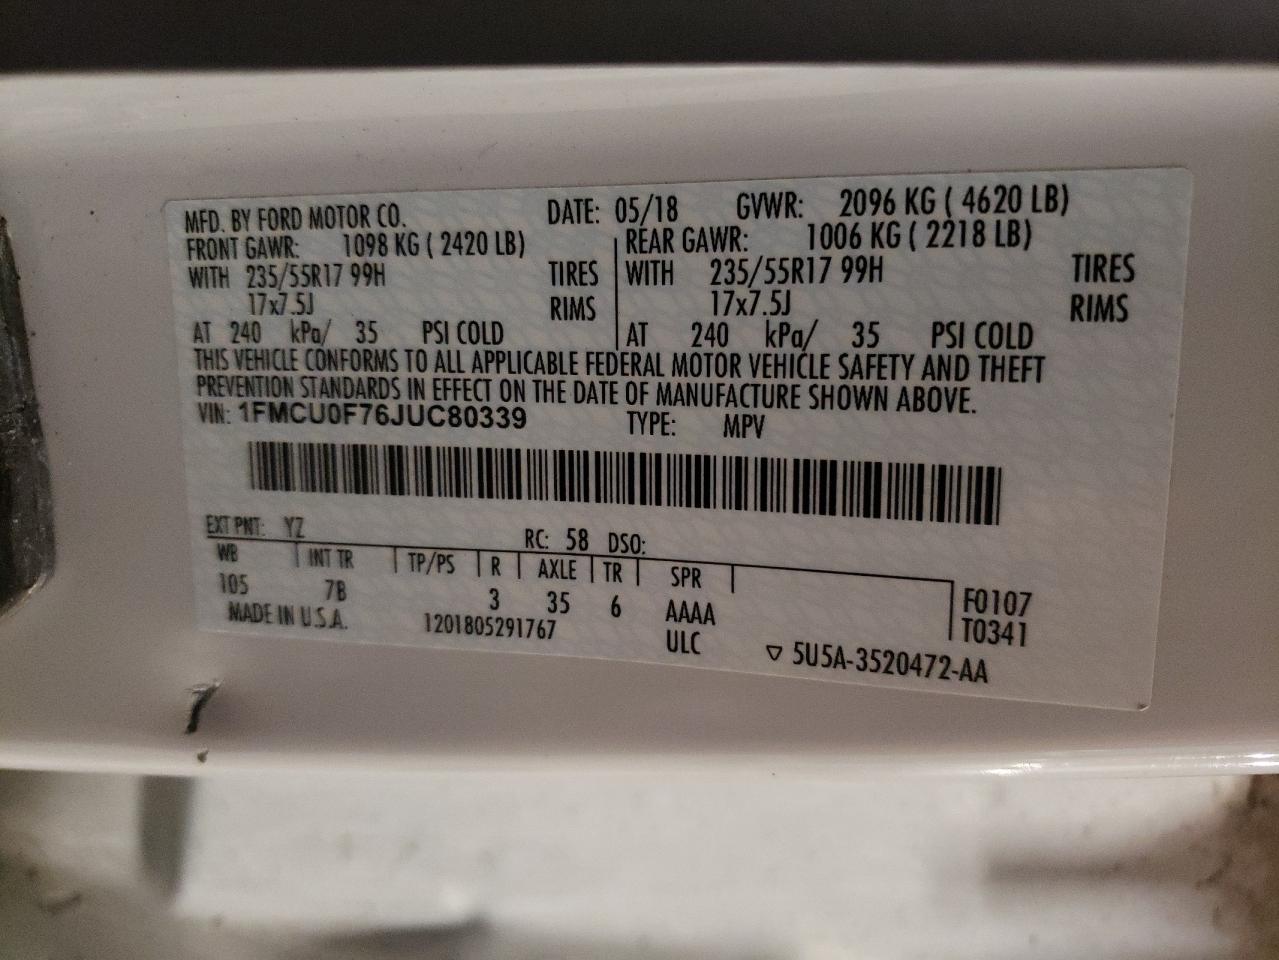 MFD. BY FORD MOTOR CO. DATE: 05/18 GVWR: 2096 KG ( 4620 LB)
FRONT GAWR: 1098 KG ( 2420 LB) REAR GAWR: 1006 KG ( 2218 LB)
WITH 235/55R17 99H TIRES WITH 235/55R17 99H TIRES
17x7.5J RIMS 17x7.5J RIMS
AT 240 kPa/ 35 PSI COLD AT 240 kPa/ 35 PSI COLD
THIS VEHICLE CONFORMS TO ALL APPLICABLE FEDERAL MOTOR VEHICLE SAFETY AND THEFT
PREVENTION STANDARDS IN EFFECT ON THE DATE OF MANUFACTURE SHOWN ABOVE.
VIN: 1FMCU0F76JUC80339 TYPE: MPV
EXT PNT: YZ RC: 58 DSO:
WB INT TR TP/PS R AXLE TR SPR
105 7B 3 35 6 AAAA F0107
MADE IN U.S.A. 1201805291767 ULC T0341
▽ 5U5A-3520472-AA